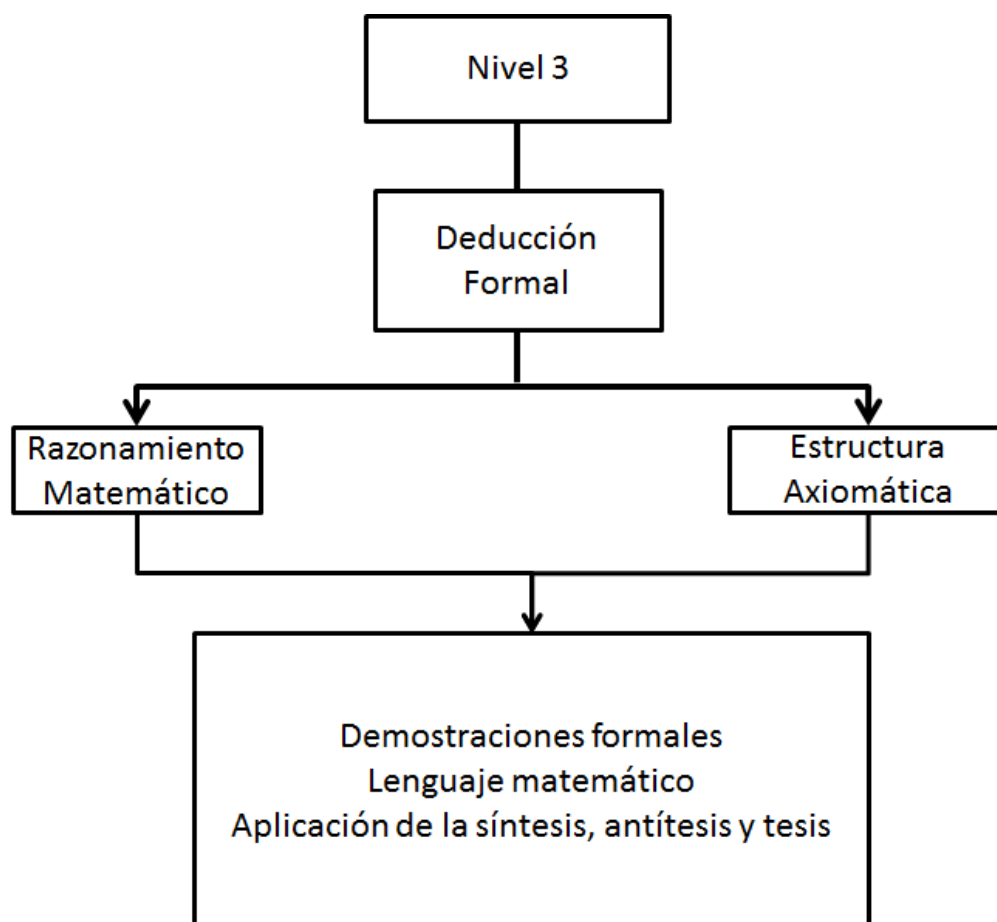 Nivel 3
Deducción
Formal
Razonamiento
Matemático
Estructura
Axiomática
Demostraciones formales
Lenguaje matemático
Aplicación de la síntesis, antítesis y tesis